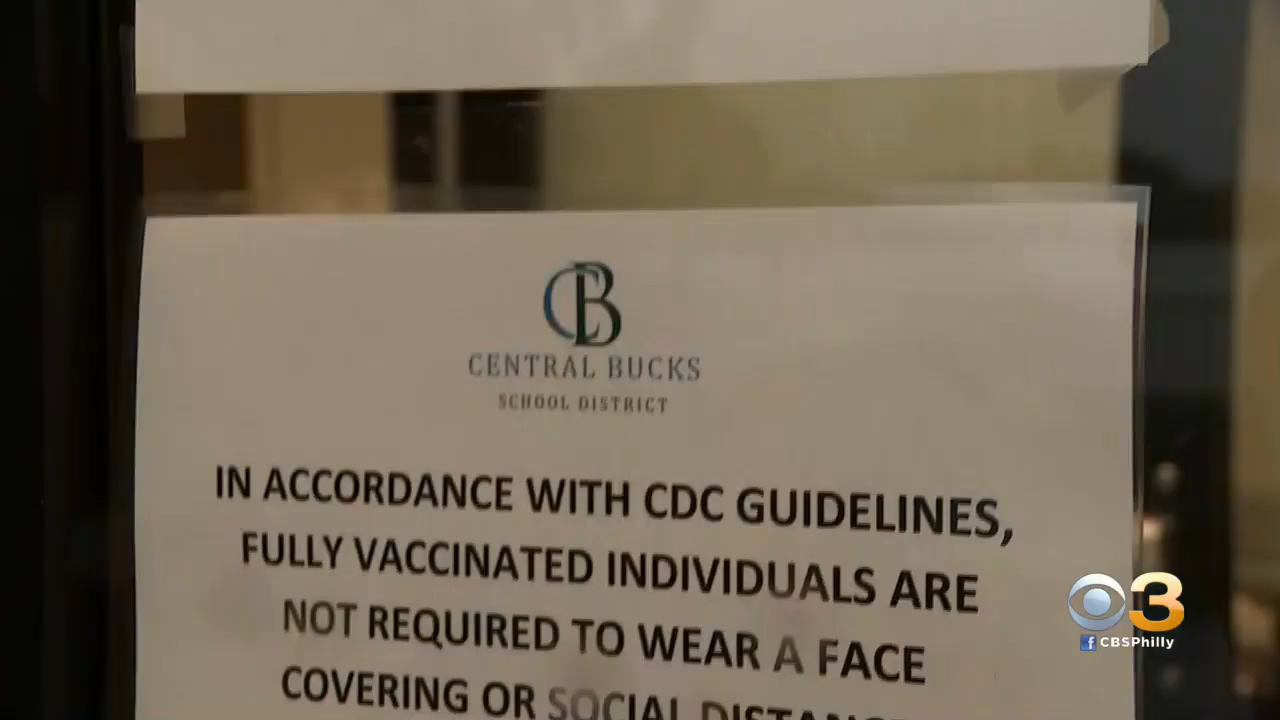 CB
CENTRAL BUCKS
SCHOOL DISTRICT
IN ACCORDANCE WITH CDC GUIDELINES,
FULLY VACCINATED INDIVIDUALS ARE
NOT REQUIRED TO WEAR A FACE
COVERING OR SOCIAL
3
f CBSPhilly